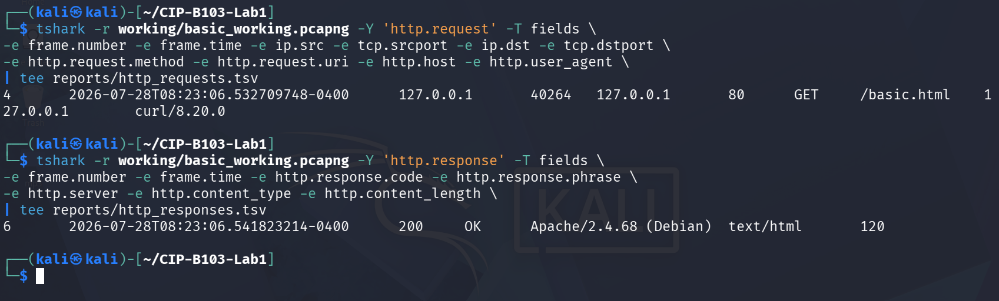 ┌──(kali㉿kali)-[~/CIP-B103-Lab1]
└─$ tshark -r working/basic_working.pcapng -Y 'http.request' -T fields \
-e frame.number -e frame.time -e ip.src -e tcp.srcport -e ip.dst -e tcp.dstport \
-e http.request.method -e http.request.uri -e http.host -e http.user_agent \
| tee reports/http_requests.tsv
4       2026-07-28T08:23:06.532709748-0400      127.0.0.1       40264   127.0.0.1       80      GET     /basic.html     1
27.0.0.1        curl/8.20.0
Trash
┌──(kali㉿kali)-[~/CIP-B103-Lab1]
└─$ tshark -r working/basic_working.pcapng -Y 'http.response' -T fields \
-e frame.number -e frame.time -e http.response.code -e http.response.phrase \
-e http.server -e http.content_type -e http.content_length \
| tee reports/http_responses.tsv
6       2026-07-28T08:23:06.541823214-0400      200     OK      Apache/2.4.68 (Debian)  text/html       120
KALI
┌──(kali㉿kali)-[~/CIP-B103-Lab1]
└─$